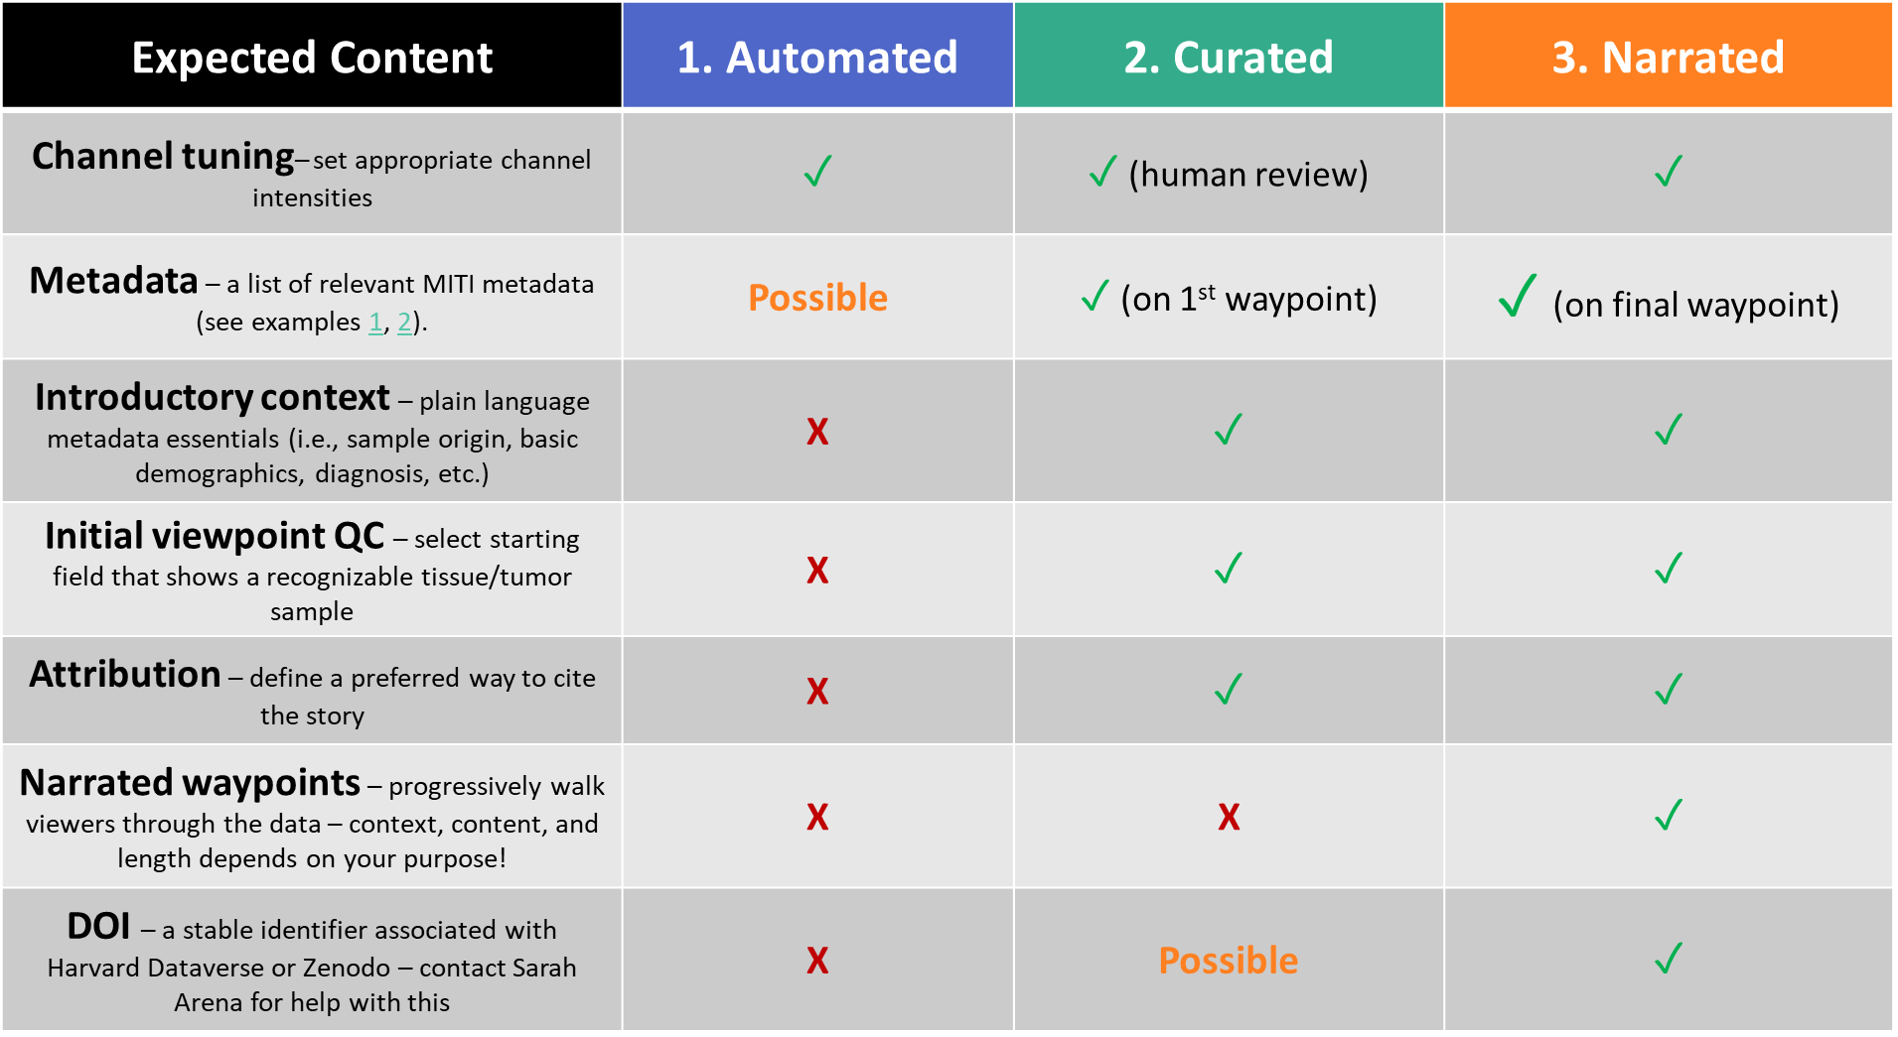 Expected Content
1. Automated
2. Curated
3. Narrated
Channel tuning– set appropriate channel
intensities
✓
✓ (human review)
✓
Metadata – a list of relevant MITI metadata
(see examples 1, 2).
Possible
✓ (on 1st waypoint)
✓ (on final waypoint)
Introductory context – plain language
metadata essentials (i.e., sample origin, basic
demographics, diagnosis, etc.)
X
✓
✓
Initial viewpoint QC – select starting
field that shows a recognizable tissue/tumor
sample
X
✓
✓
Attribution – define a preferred way to cite
the story
X
✓
✓
Narrated waypoints – progressively walk
viewers through the data – context, content, and
length depends on your purpose!
X
X
✓
DOI – a stable identifier associated with
Harvard Dataverse or Zenodo – contact Sarah
Arena for help with this
X
Possible
✓